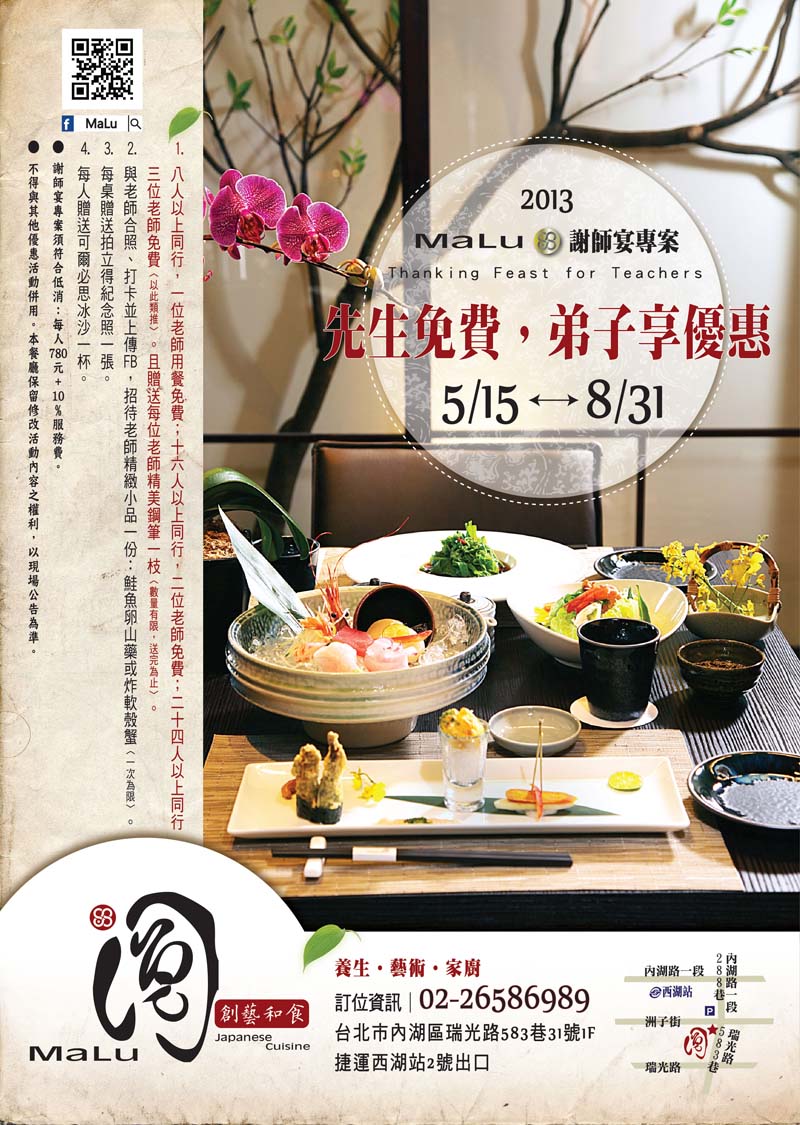 MaLu
2013
MaLu 謝師宴專案
Thanking Feast for Teachers
先生免費，弟子享優惠
5/15 ↔ 8/31
1. 八人以上同行，一位老師用餐免費；十六人以上同行，二位老師免費；二十四人以上同行
三位老師免費〈以此類推〉。且贈送每位老師精美鋼筆一枝〈數量有限，送完為止〉。
2. 與老師合照、打卡並上傳FB，招待老師精緻小品一份：鮭魚卵山藥或炸軟殼蟹〈一次為限〉。
3. 每桌贈送拍立得紀念照一張。
4. 每人贈送可爾必思冰沙一杯。
● 謝師宴專案須符合低消：每人780元+10%服務費。
● 不得與其他優惠活動併用。本餐廳保留修改活動內容之權利，以現場公告為準。
MaLu
創藝和食
Japanese
Cuisine
養生・藝術・家廚
訂位資訊｜02-26586989
台北市內湖區瑞光路583巷31號1F
捷運西湖站2號出口
內湖路一段
內湖路一段
288巷
西湖站
P
洲子街
瑞光路
583巷
瑞光路